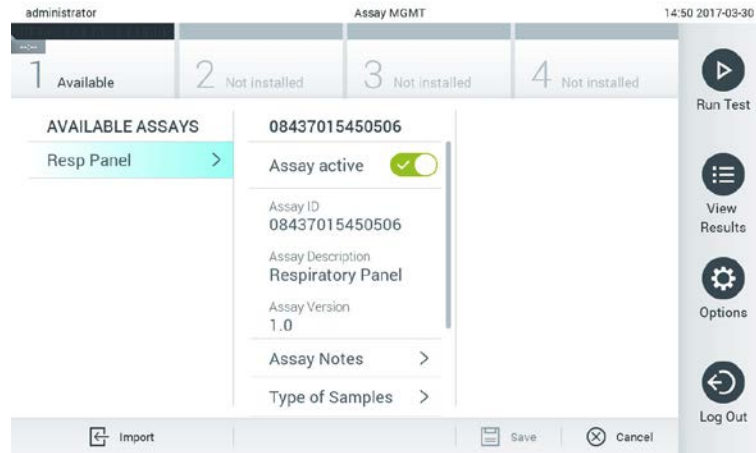 administrator
Assay MGMT
14:50 2017-03-30
--:--
1 Available
2 Not installed
3 Not installed
4 Not installed
Run Test
View
Results
Options
Log Out
AVAILABLE ASSAYS
Resp Panel
08437015450506
Assay active
Assay ID
08437015450506
Assay Description
Respiratory Panel
Assay Version
1.0
Assay Notes
Type of Samples
Import
Save
Cancel